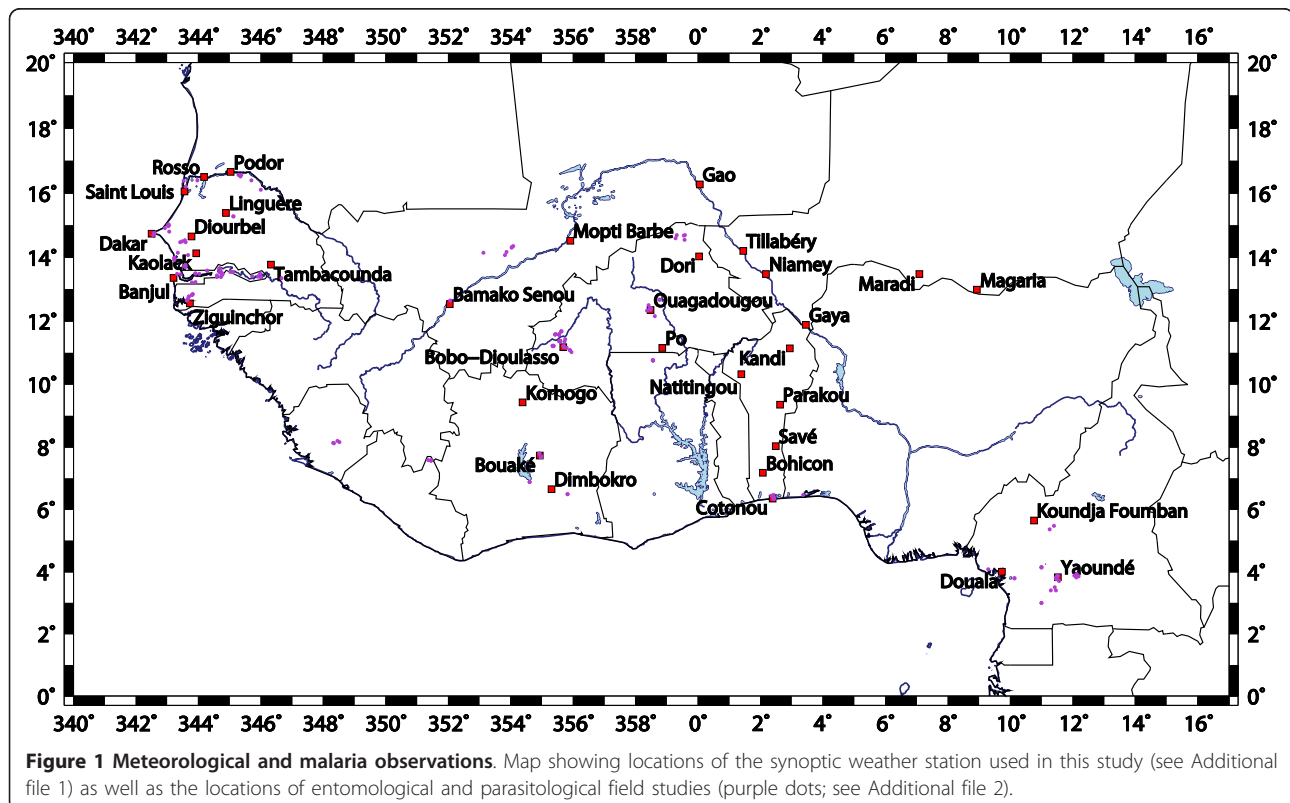 340° 342° 344° 346° 350° 352° 354° 356° 358° 0° 2° 4° 6° 8° 10° 12° 14° 16°
20° 20°
18° 18°
16° 16°
14° 14°
12° 12°
10° 10°
8° 8°
6° 6°
4° 4°
2° 2°
0° 0°
Rosso Podor
Saint Louis
Gao
Linguère
Diourbel
Dakar
Mopti Barbe
Tillabéry
Kaolack
Dori
Niamey
Tambacounda
Maradi Magaria
Banjul
Bamako Senou
Ouagadougou
Ziguinchor
Gaya
Po
Bobo–Dioulasso
Kandi
Korhogo
Natitingou
Parakou
Savé
Bouaké
Bohicon
Dimbokro
Cotonou
Koundja Foumban
Douala
Yaoundé
340° 342° 344° 346° 350° 352° 354° 356° 358° 0° 2° 4° 6° 8° 10° 12° 14° 16°
Figure 1 Meteorological and malaria observations. Map showing locations of the synoptic weather station used in this study (see Additional
file 1) as well as the locations of entomological and parasitological field studies (purple dots; see Additional file 2).